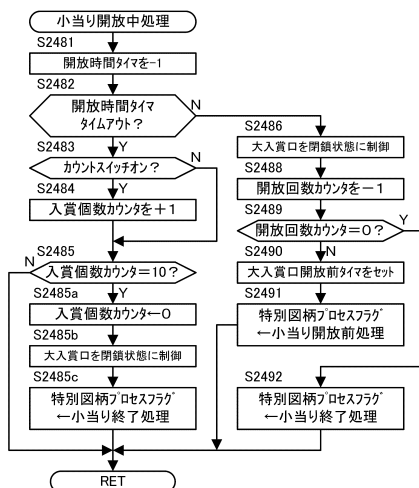 小当り開放中処理
S2481
開放時間タイマを-1
S2482
開放時間タイマ
タイムアウト?
N
Y
S2483
カウントスイッチオン?
N
Y
S2484
入賞個数カウンタを+1
S2485
N
入賞個数カウンタ=10?
Y
S2485a
入賞個数カウンタ←0
S2485b
大入賞口を閉鎖状態に制御
S2485c
特別図柄プロセスフラグ
←小当り終了処理
S2486
大入賞口を閉鎖状態に制御
S2488
開放回数カウンタを-1
S2489
開放回数カウンタ=0?
Y
N
S2490
大入賞口開放前タイマをセット
S2491
特別図柄プロセスフラグ
←小当り開放前処理
S2492
特別図柄プロセスフラグ
←小当り終了処理
RET